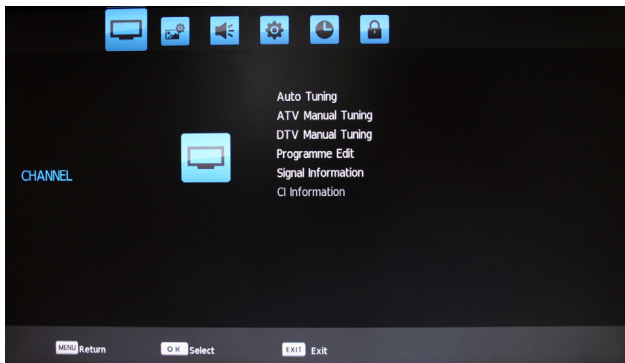 Auto Tuning
ATV Manual Tuning
DTV Manual Tuning
Programme Edit
Signal Information
CI Information
CHANNEL
MENU Return OK Select EXIT Exit